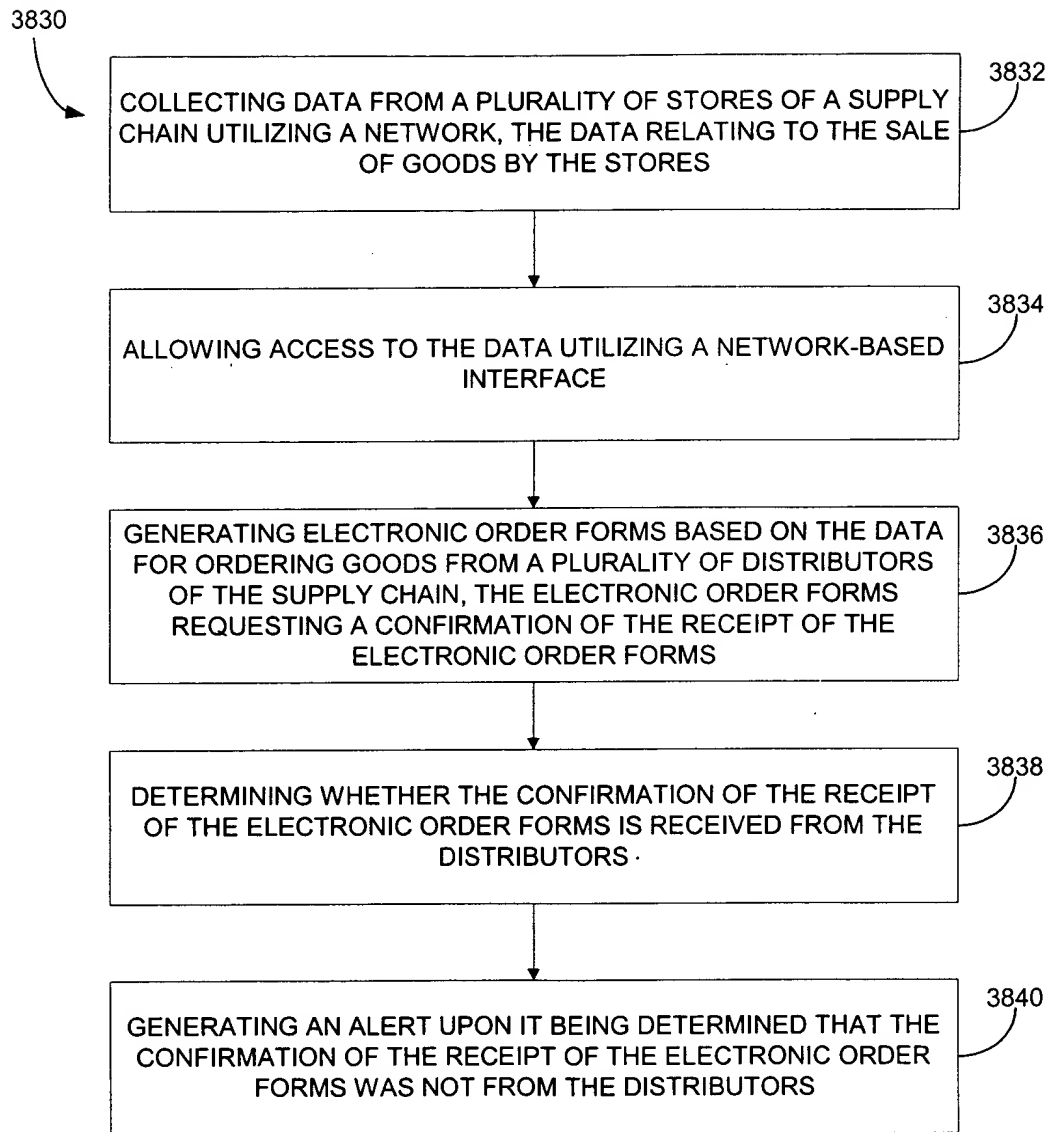 3830
3832
COLLECTING DATA FROM A PLURALITY OF STORES OF A SUPPLY
CHAIN UTILIZING A NETWORK, THE DATA RELATING TO THE SALE
OF GOODS BY THE STORES
3834
ALLOWING ACCESS TO THE DATA UTILIZING A NETWORK-BASED
INTERFACE
3836
GENERATING ELECTRONIC ORDER FORMS BASED ON THE DATA
FOR ORDERING GOODS FROM A PLURALITY OF DISTRIBUTORS
OF THE SUPPLY CHAIN, THE ELECTRONIC ORDER FORMS
REQUESTING A CONFIRMATION OF THE RECEIPT OF THE
ELECTRONIC ORDER FORMS
3838
DETERMINING WHETHER THE CONFIRMATION OF THE RECEIPT
OF THE ELECTRONIC ORDER FORMS IS RECEIVED FROM THE
DISTRIBUTORS
3840
GENERATING AN ALERT UPON IT BEING DETERMINED THAT THE
CONFIRMATION OF THE RECEIPT OF THE ELECTRONIC ORDER
FORMS WAS NOT FROM THE DISTRIBUTORS